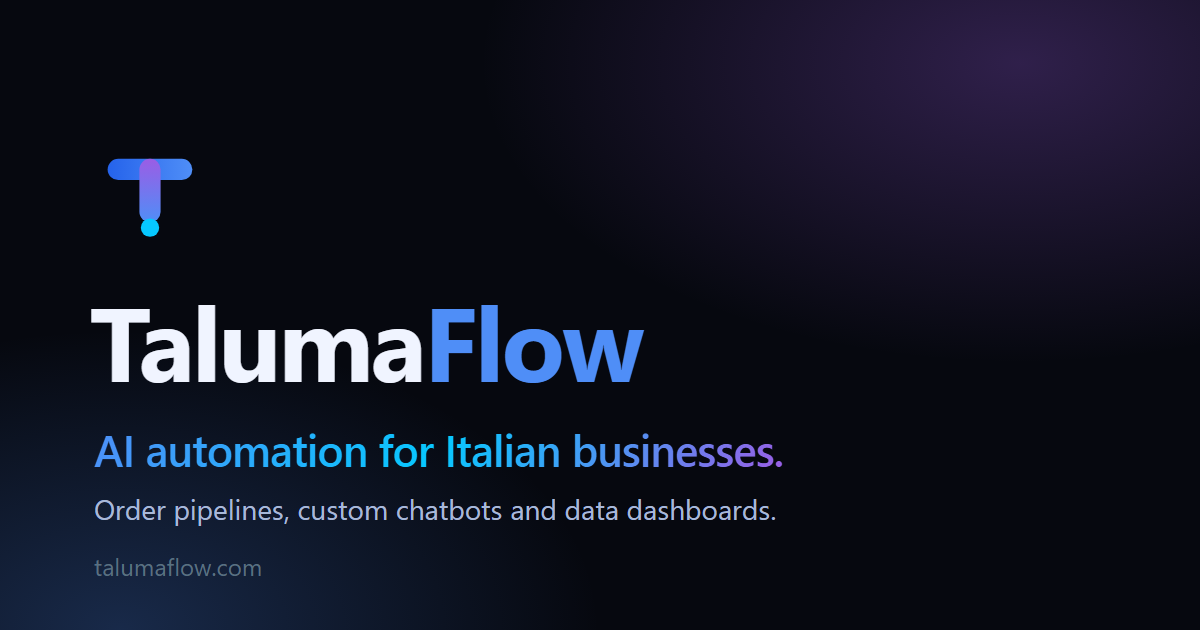 TalumaFlow
AI automation for Italian businesses.
Order pipelines, custom chatbots and data dashboards.
talumaflow.com